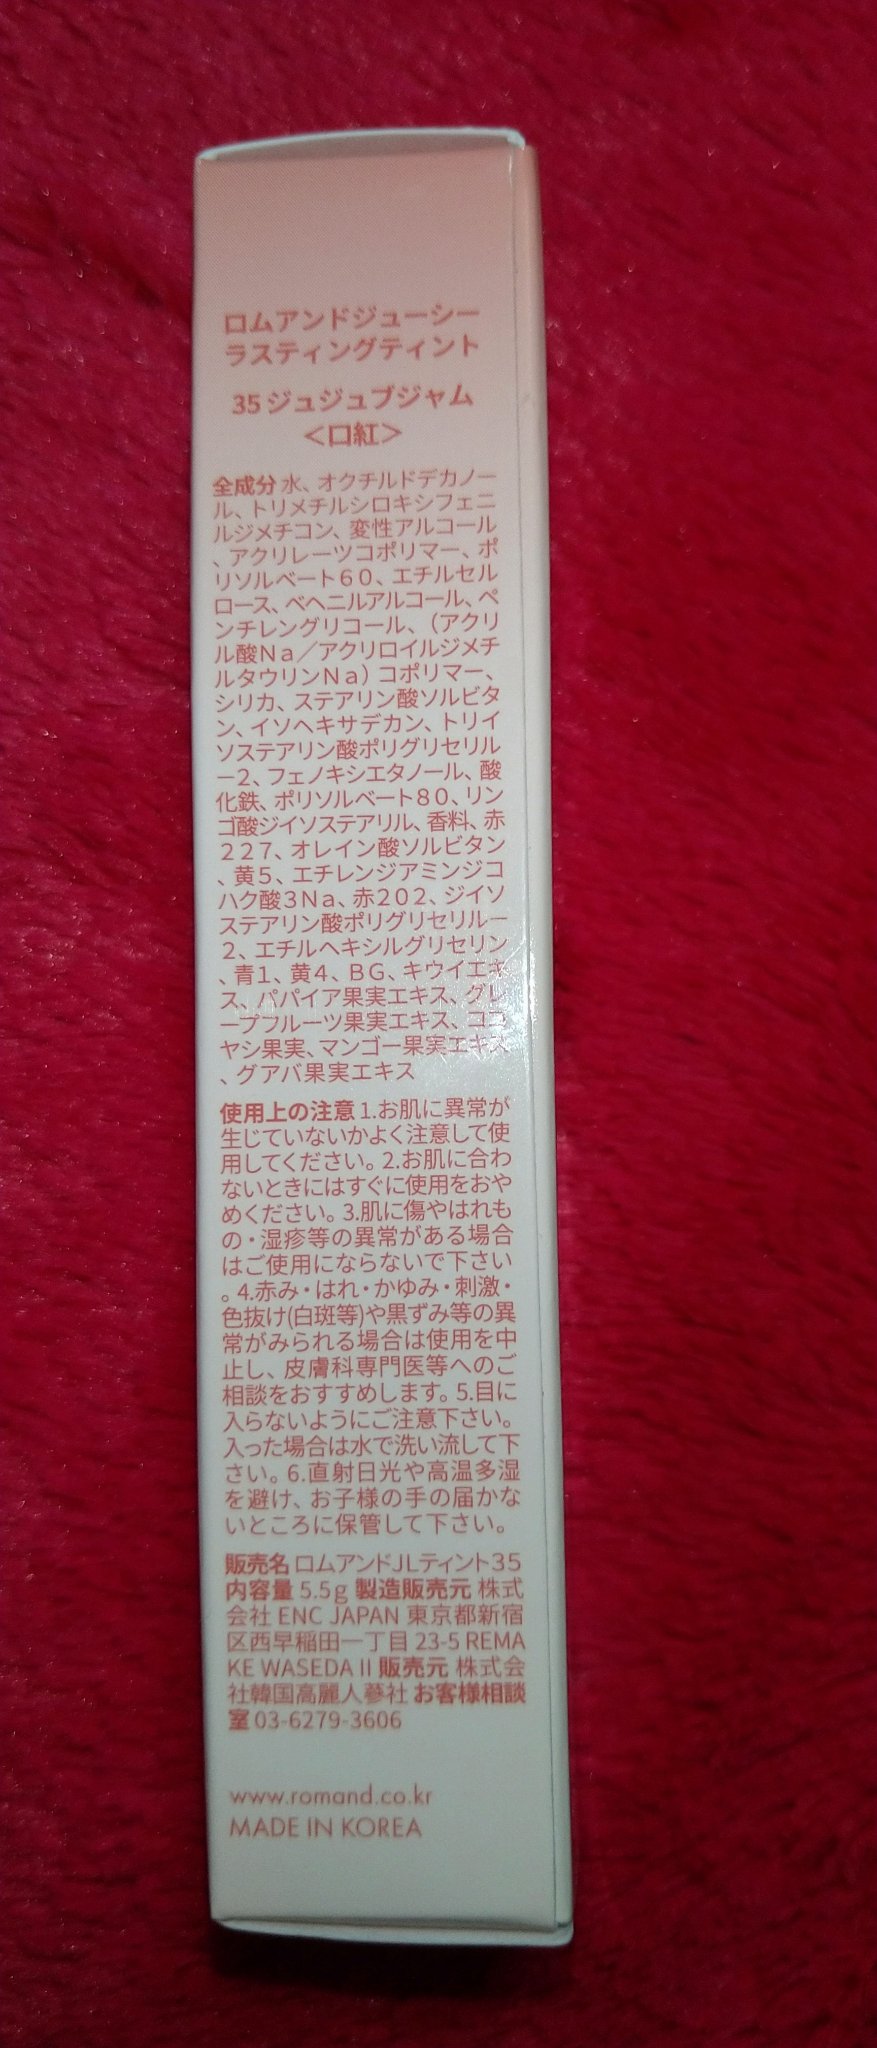 ロムアンドジューシー
ラスティングティント
35 ジュジュブジャム
＜口紅＞
全成分 水、オクチルドデカノー
ル、トリメチルシロキシフェニ
ルジメチコン、変性アルコール
、アクリレーツコポリマー、ポ
リソルベート６０、エチルセル
ロース、ベヘニルアルコール、ペ
ンチレングリコール、（アクリ
ル酸Ｎａ／アクリロイルジメチ
ルタウリンＮａ）コポリマー、
シリカ、ステアリン酸ソルビタ
ン、イソヘキサデカン、トリイ
ソステアリン酸ポリグリセリル
－２、フェノキシエタノール、酸
化鉄、ポリソルベート８０、リン
ゴ酸ジイソステアリル、香料、赤
２２７、オレイン酸ソルビタン
、黄５、エチレンジアミンジコ
ハク酸３Ｎａ、赤２０２、ジイソ
ステアリン酸ポリグリセリル－
２、エチルヘキシルグリセリン
、青１、黄４、ＢＧ、キウイエキ
ス、パパイア果実エキス、グレ
ープフルーツ果実エキス、ココ
ヤシ果実、マンゴー果実エキス
、グアバ果実エキス
使用上の注意 1.お肌に異常が
生じていないかよく注意して使
用してください。2.お肌に合わ
ないときにはすぐに使用をおや
めください。3.肌に傷やはれも
の・湿疹等の異常がある場合
はご使用にならないで下さい
。4.赤み・はれ・かゆみ・刺激・
色抜け(白斑等)や黒ずみ等の異
常がみられる場合は使用を中
止し、皮膚科専門医等へのご
相談をおすすめします。5.目に
入らないようにご注意下さい。
入った場合は水で洗い流して下
さい。6.直射日光や高温多湿
を避け、お子様の手の届かな
いところに保管して下さい。
販売名 ロムアンドJLティント３５
内容量 5.5ｇ 製造販売元 株式
会社 ENC JAPAN 東京都新宿
区西早稲田一丁目 23-5 REMA
KE WASEDA II 販売元 株式会
社韓国高麗人蔘社 お客様相談
室 03-6279-3606
www.romand.co.kr
MADE IN KOREA